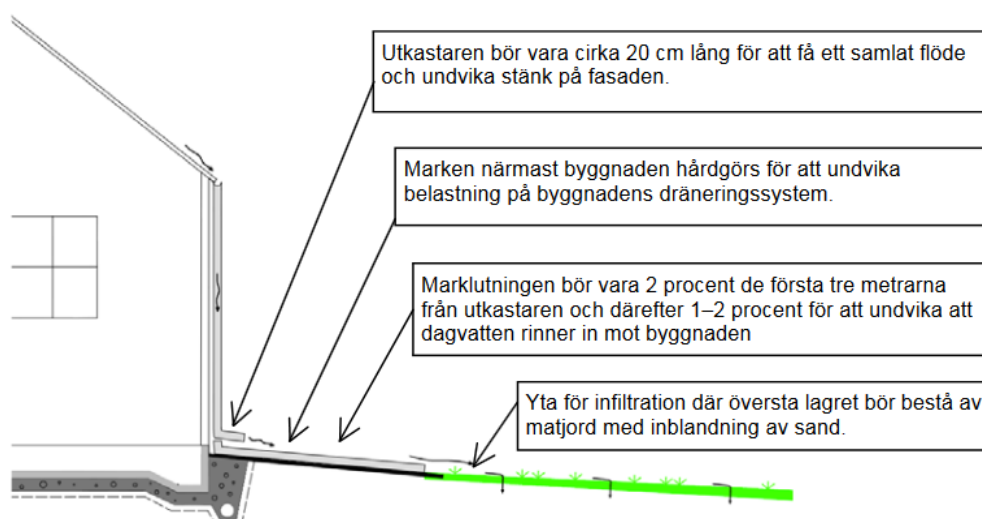 Utkastaren bör vara cirka 20 cm lång för att få ett samlat flöde
och undvika stänk på fasaden.
Marken närmast byggnaden hårdgörs för att undvika
belastning på byggnadens dräneringssystem.
Marklutningen bör vara 2 procent de första tre metrarna
från utkastaren och därefter 1–2 procent för att undvika att
dagvatten rinner in mot byggnaden
Yta för infiltration där översta lagret bör bestå av
matjord med inblandning av sand.